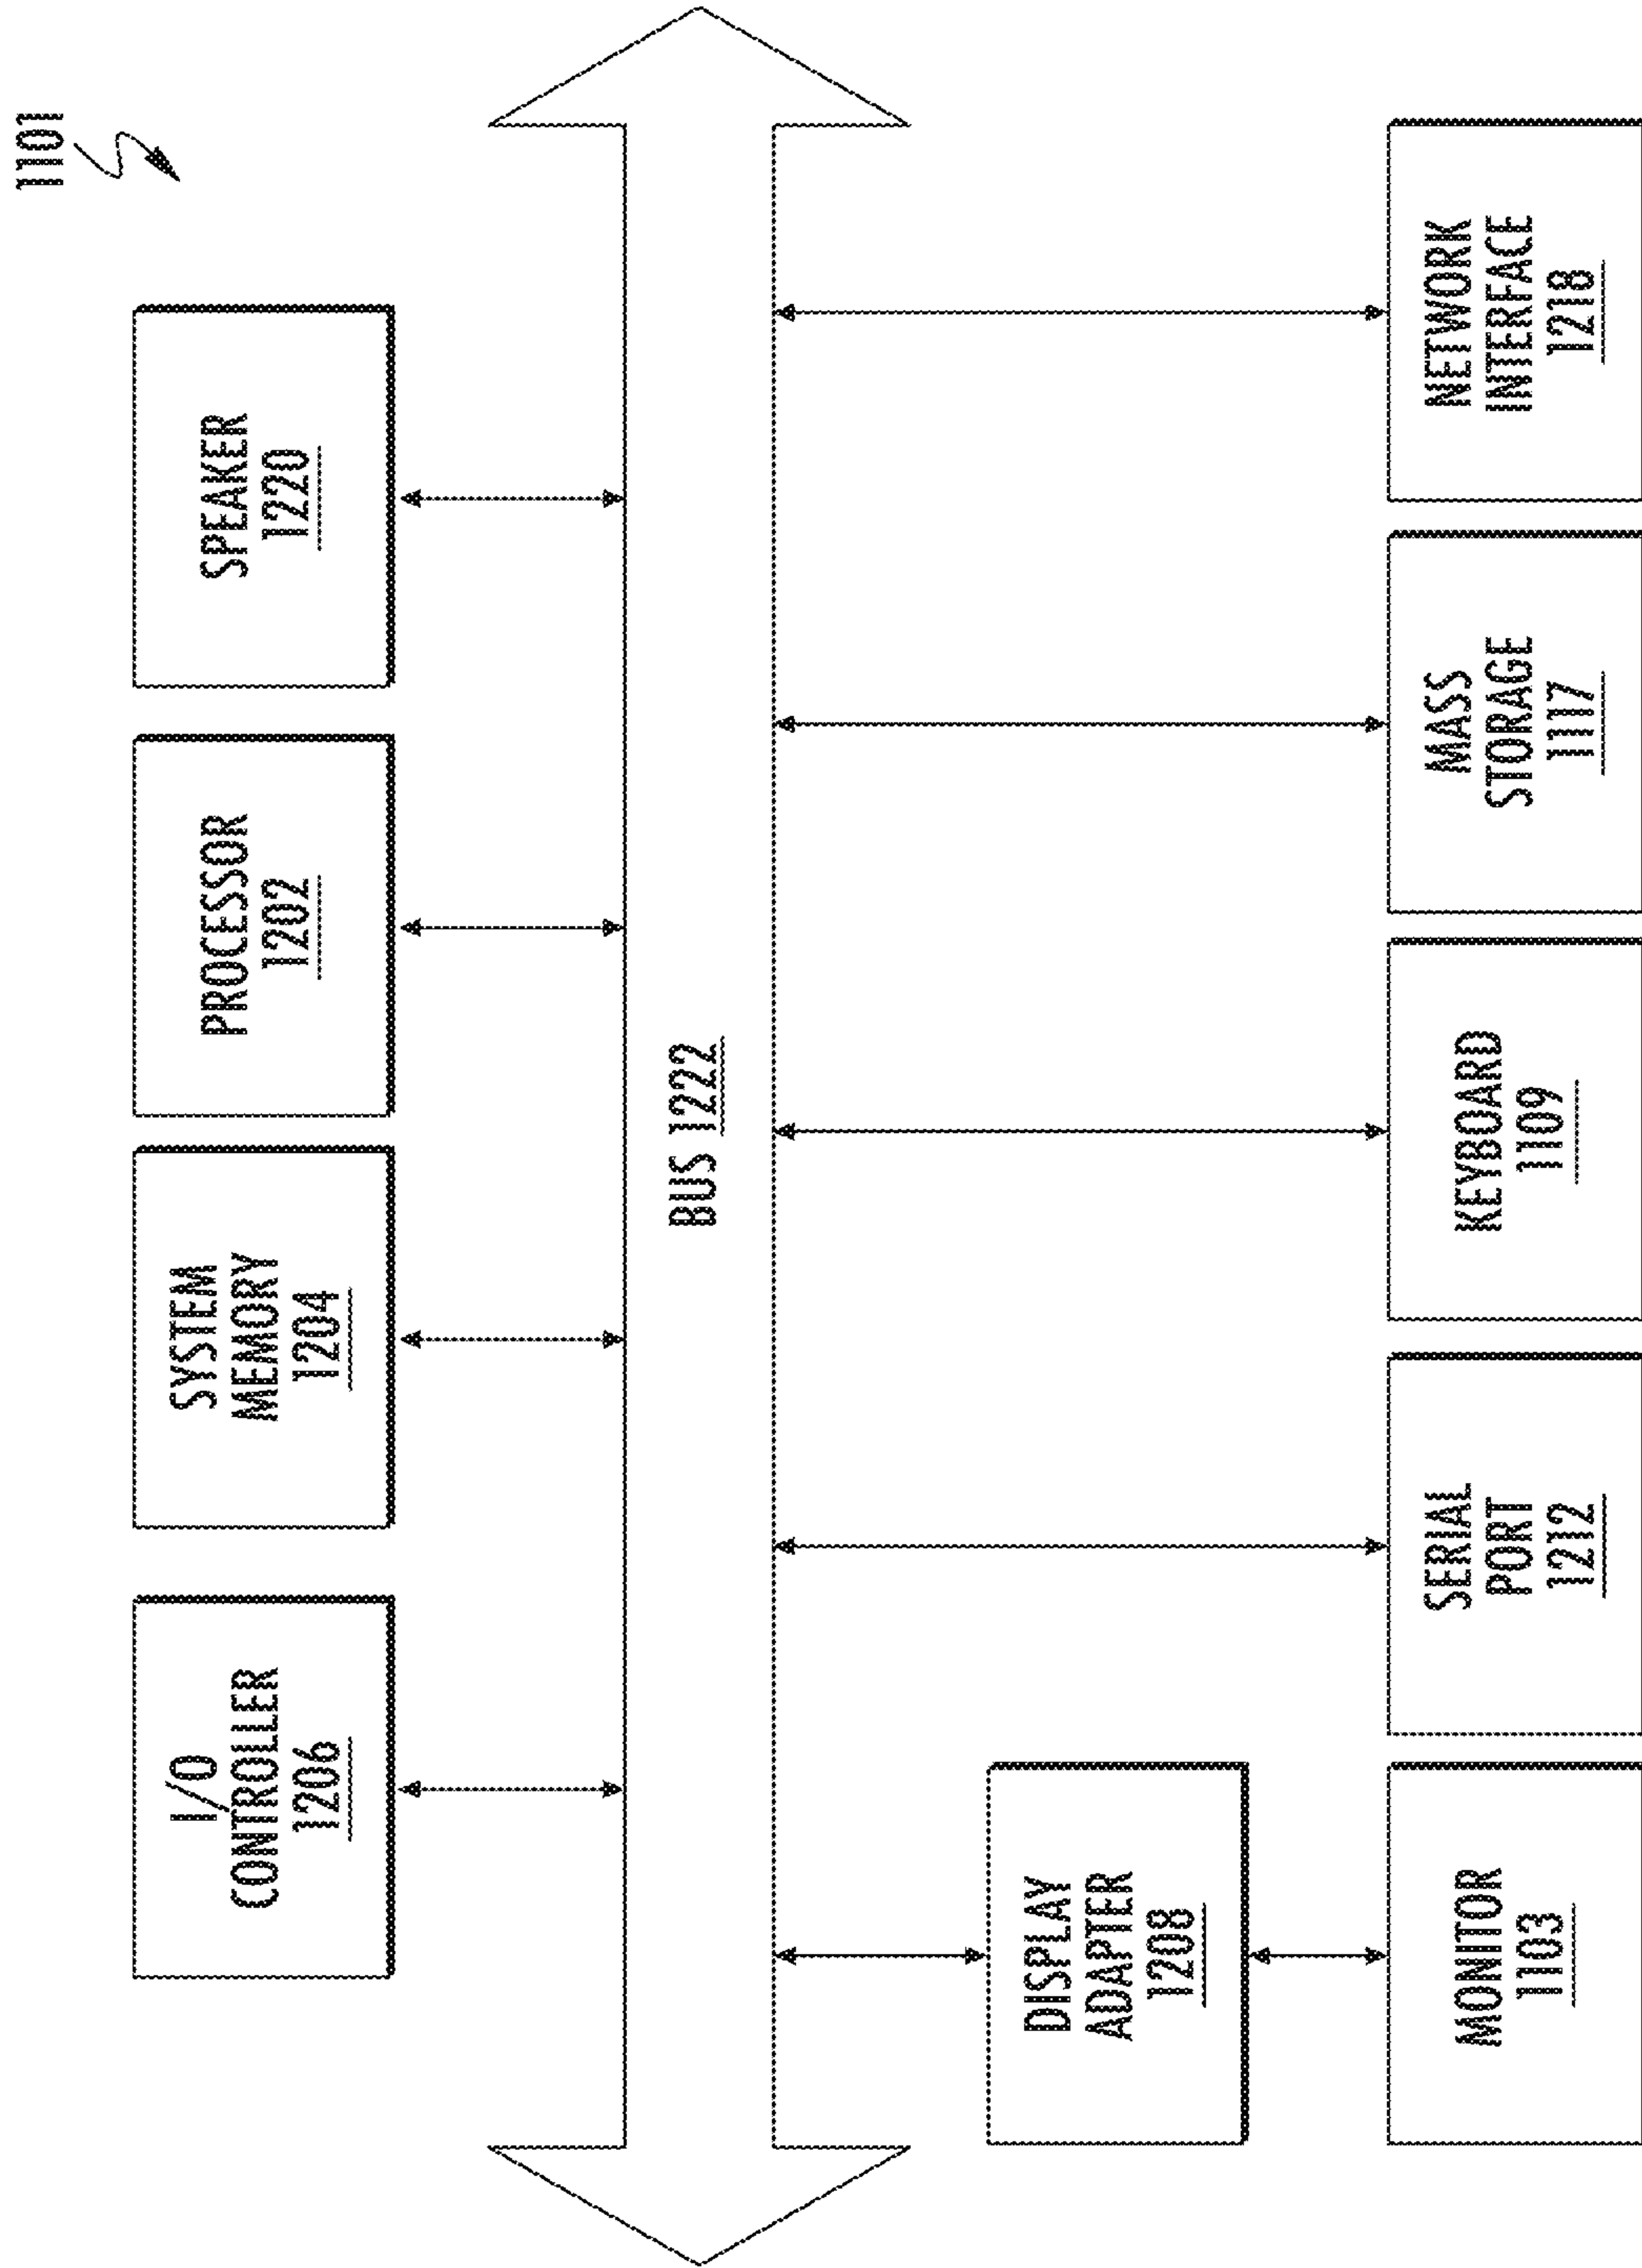 1101
I/O
CONTROLLER
1206
SYSTEM
MEMORY
1204
PROCESSOR
1202
SPEAKER
1220
BUS 1222
DISPLAY
ADAPTER
1208
MONITOR
1103
SERIAL
PORT
1212
KEYBOARD
1109
MASS
STORAGE
1117
NETWORK
INTERFACE
1218